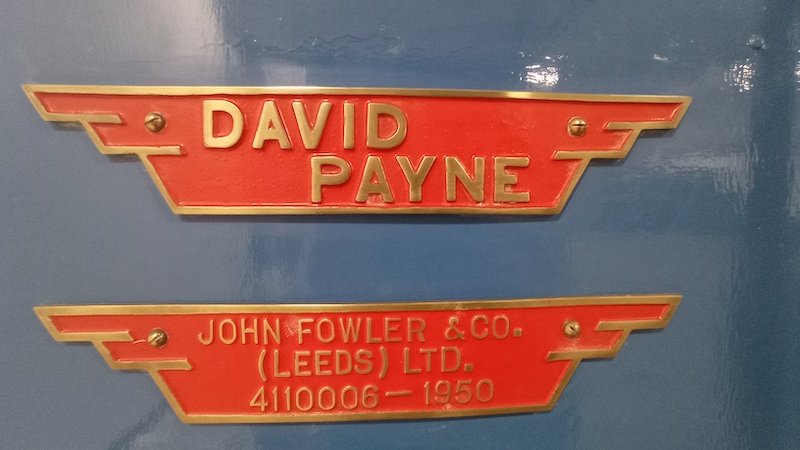 DAVID
PAYNE
JOHN FOWLER & CO.
(LEEDS) LTD.
4110006 — 1950